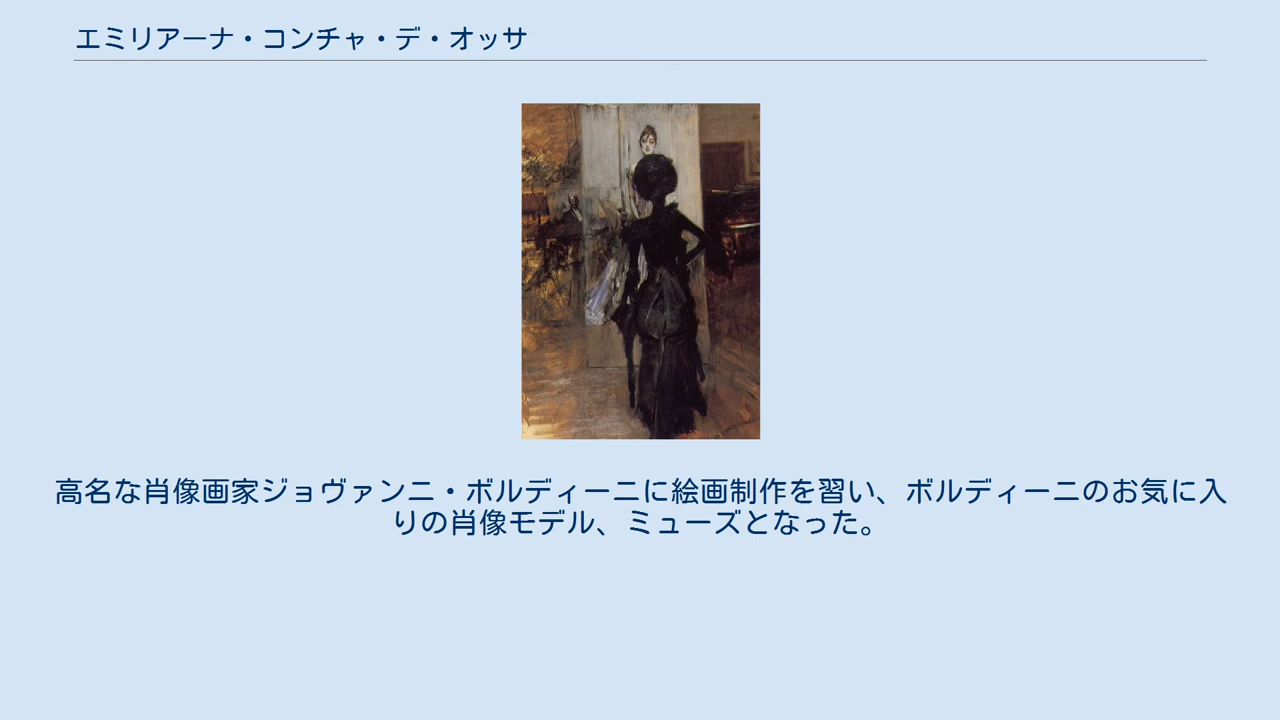 エミリアーナ・コンチャ・デ・オッサ
高名な肖像画家ジョヴァンニ・ボルディーニに絵画制作を習い、ボルディーニのお気に入
りの肖像モデル、ミューズとなった。